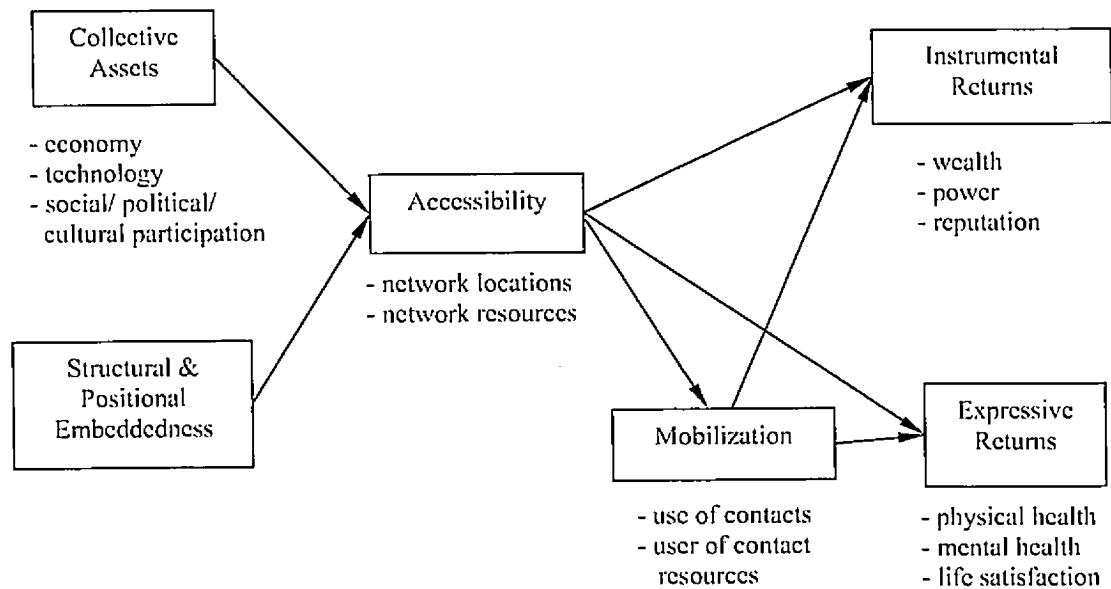 Collective
Assets
- economy
- technology
- social/ political/
cultural participation
Structural &
Positional
Embeddedness
Accessibility
- network locations
- network resources
Mobilization
- use of contacts
- user of contact
resources
Instrumental
Returns
- wealth
- power
- reputation
Expressive
Returns
- physical health
- mental health
- life satisfaction